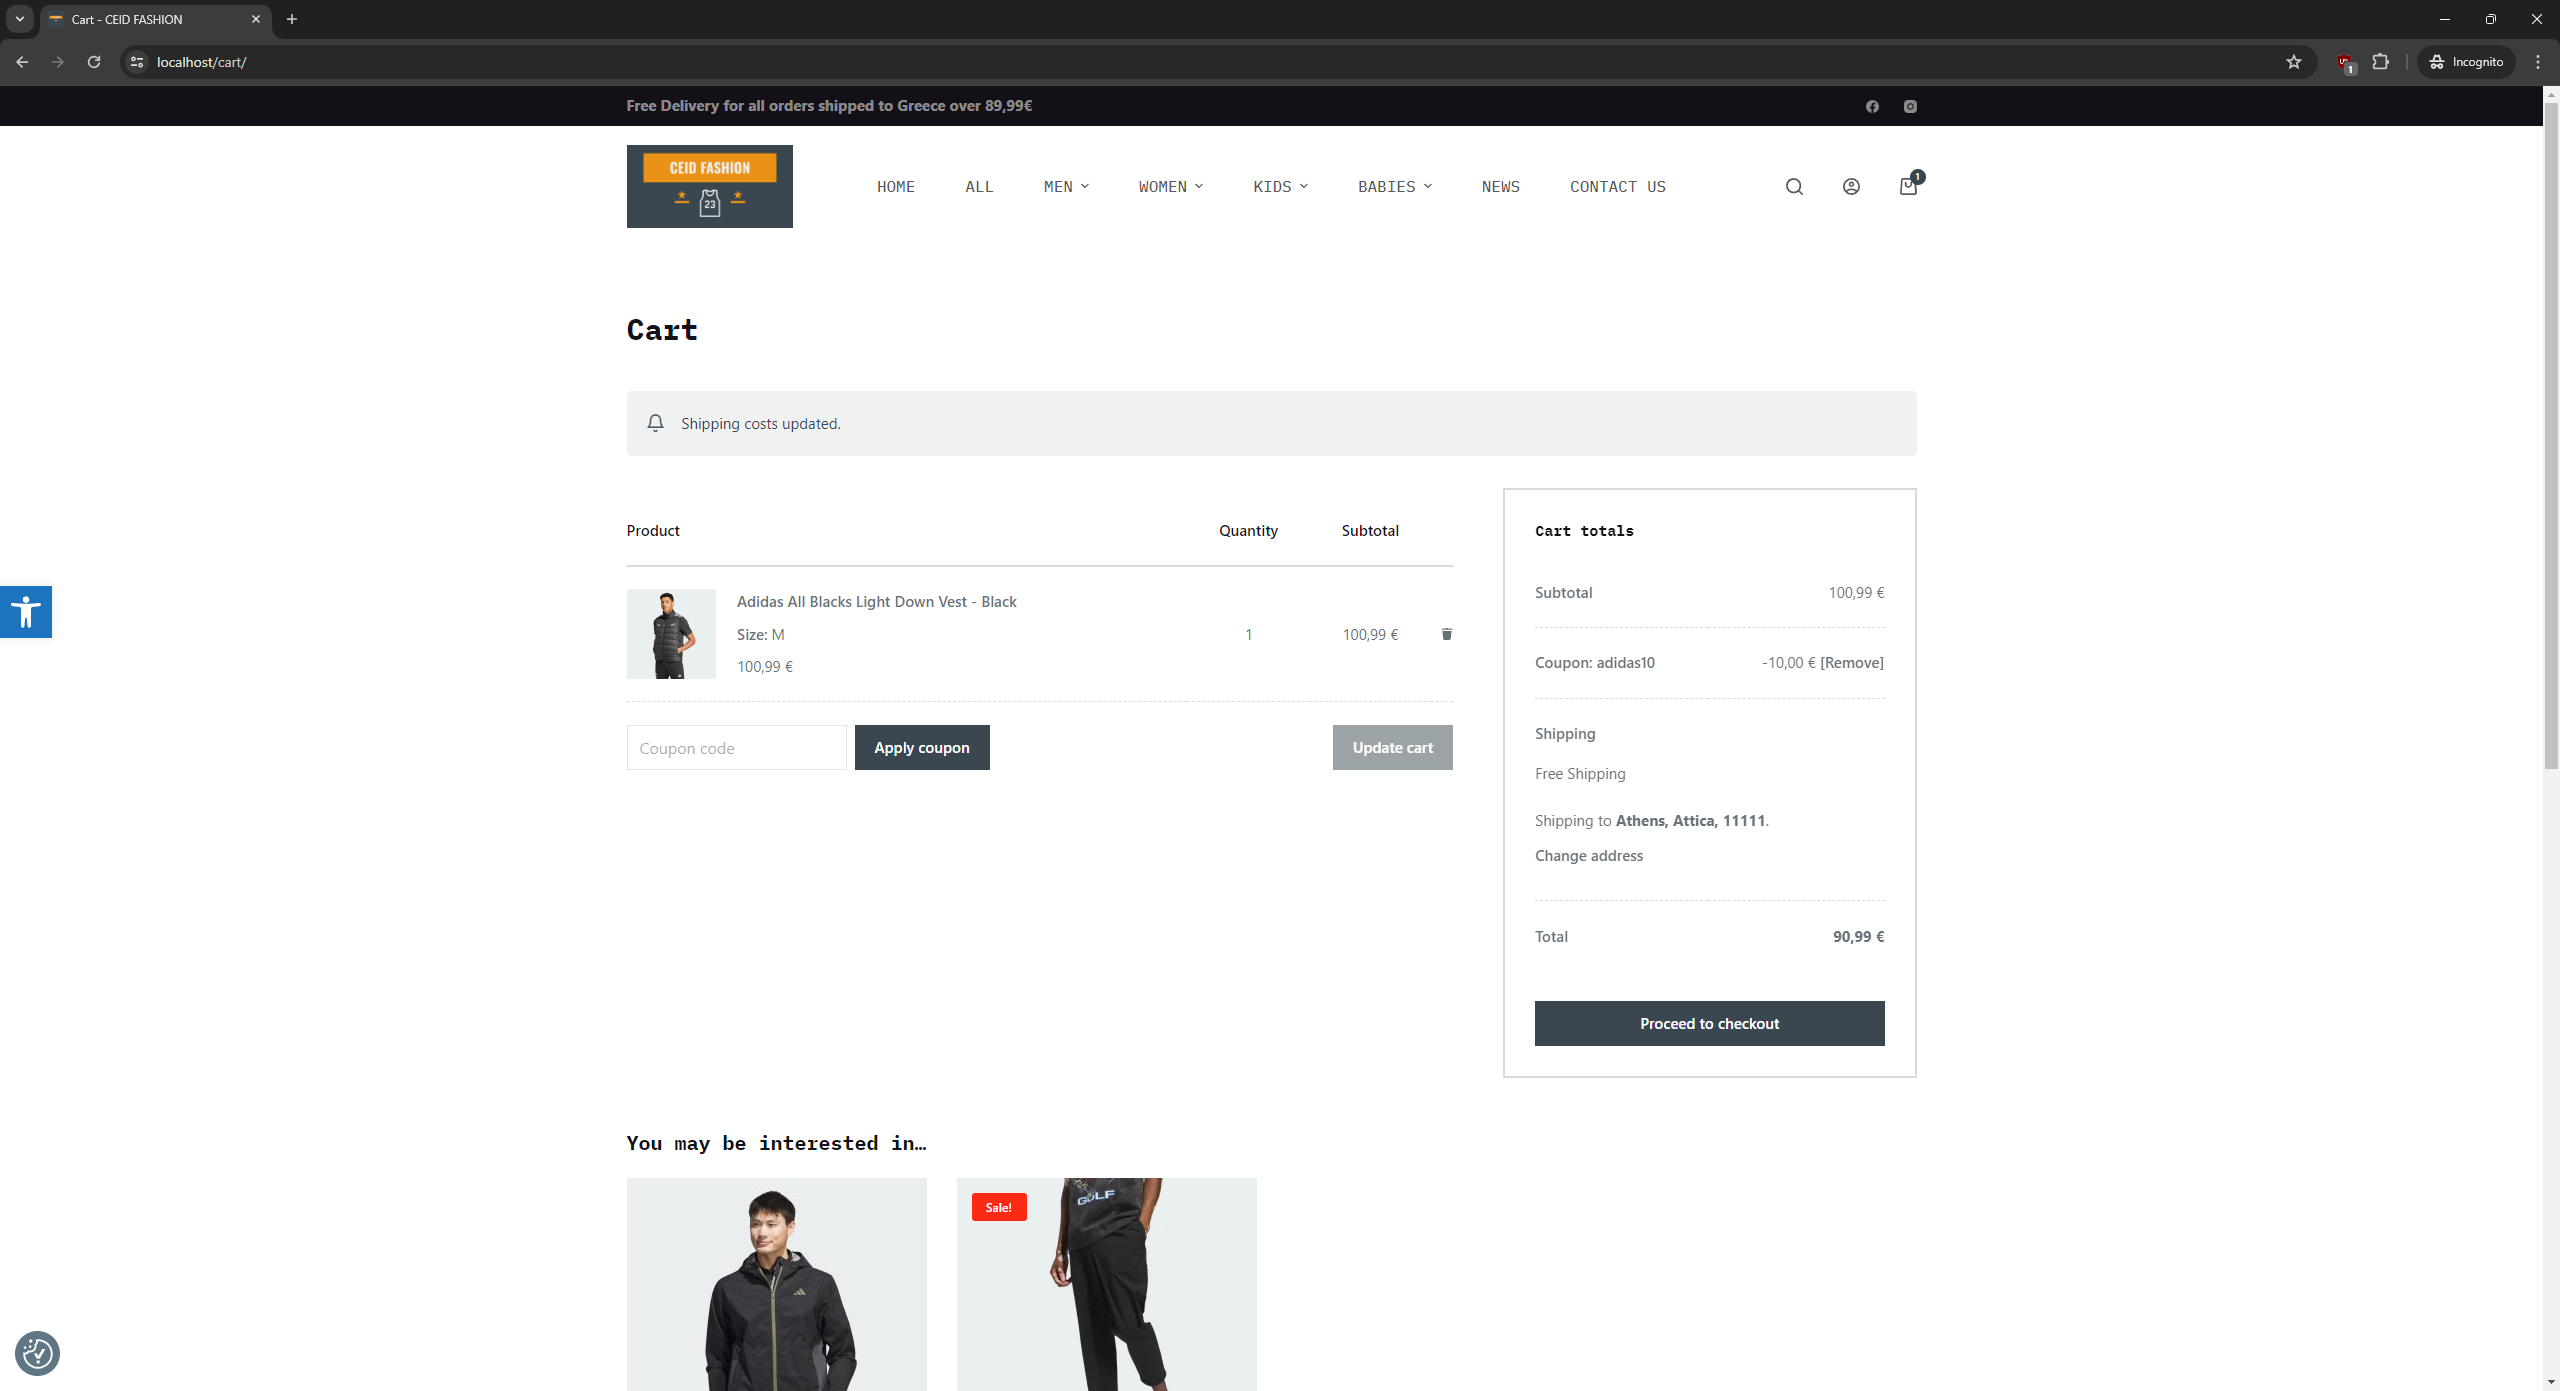 Cart - CEID FASHION
localhost/cart/
1
Incognito
Free Delivery for all orders shipped to Greece over 89,99€
CEID FASHION
23
HOME
ALL
MEN
WOMEN
KIDS
BABIES
NEWS
CONTACT US
1
Cart
Shipping costs updated.
Product
Quantity
Subtotal
Adidas All Blacks Light Down Vest - Black
Size: M
100,99 €
1
100,99 €
Coupon code
Apply coupon
Update cart
Cart totals
Subtotal
100,99 €
Coupon: adidas10
-10,00 € [Remove]
Shipping
Free Shipping
Shipping to Athens, Attica, 11111.
Change address
Total
90,99 €
Proceed to checkout
You may be interested in…
Sale!
GOLF